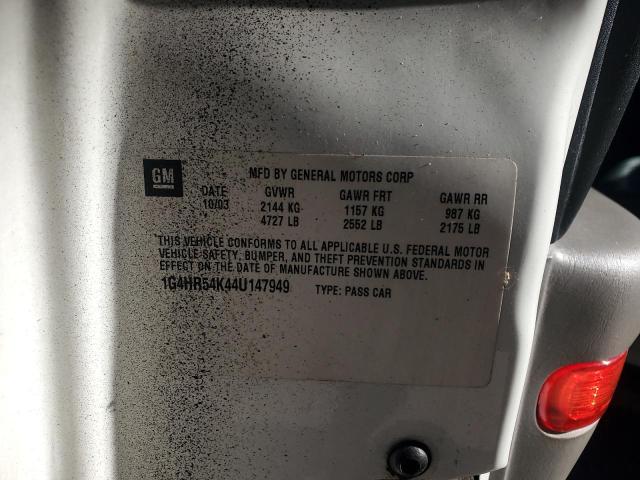 GM
MFD BY GENERAL MOTORS CORP
DATE GVWR GAWR FRT GAWR RR
10/03 2144 KG 1157 KG 987 KG
4727 LB 2552 LB 2175 LB
THIS VEHICLE CONFORMS TO ALL APPLICABLE U.S. FEDERAL MOTOR
VEHICLE SAFETY, BUMPER, AND THEFT PREVENTION STANDARDS IN
EFFECT ON THE DATE OF MANUFACTURE SHOWN ABOVE.
1G4HR54K44U147949 TYPE: PASS CAR